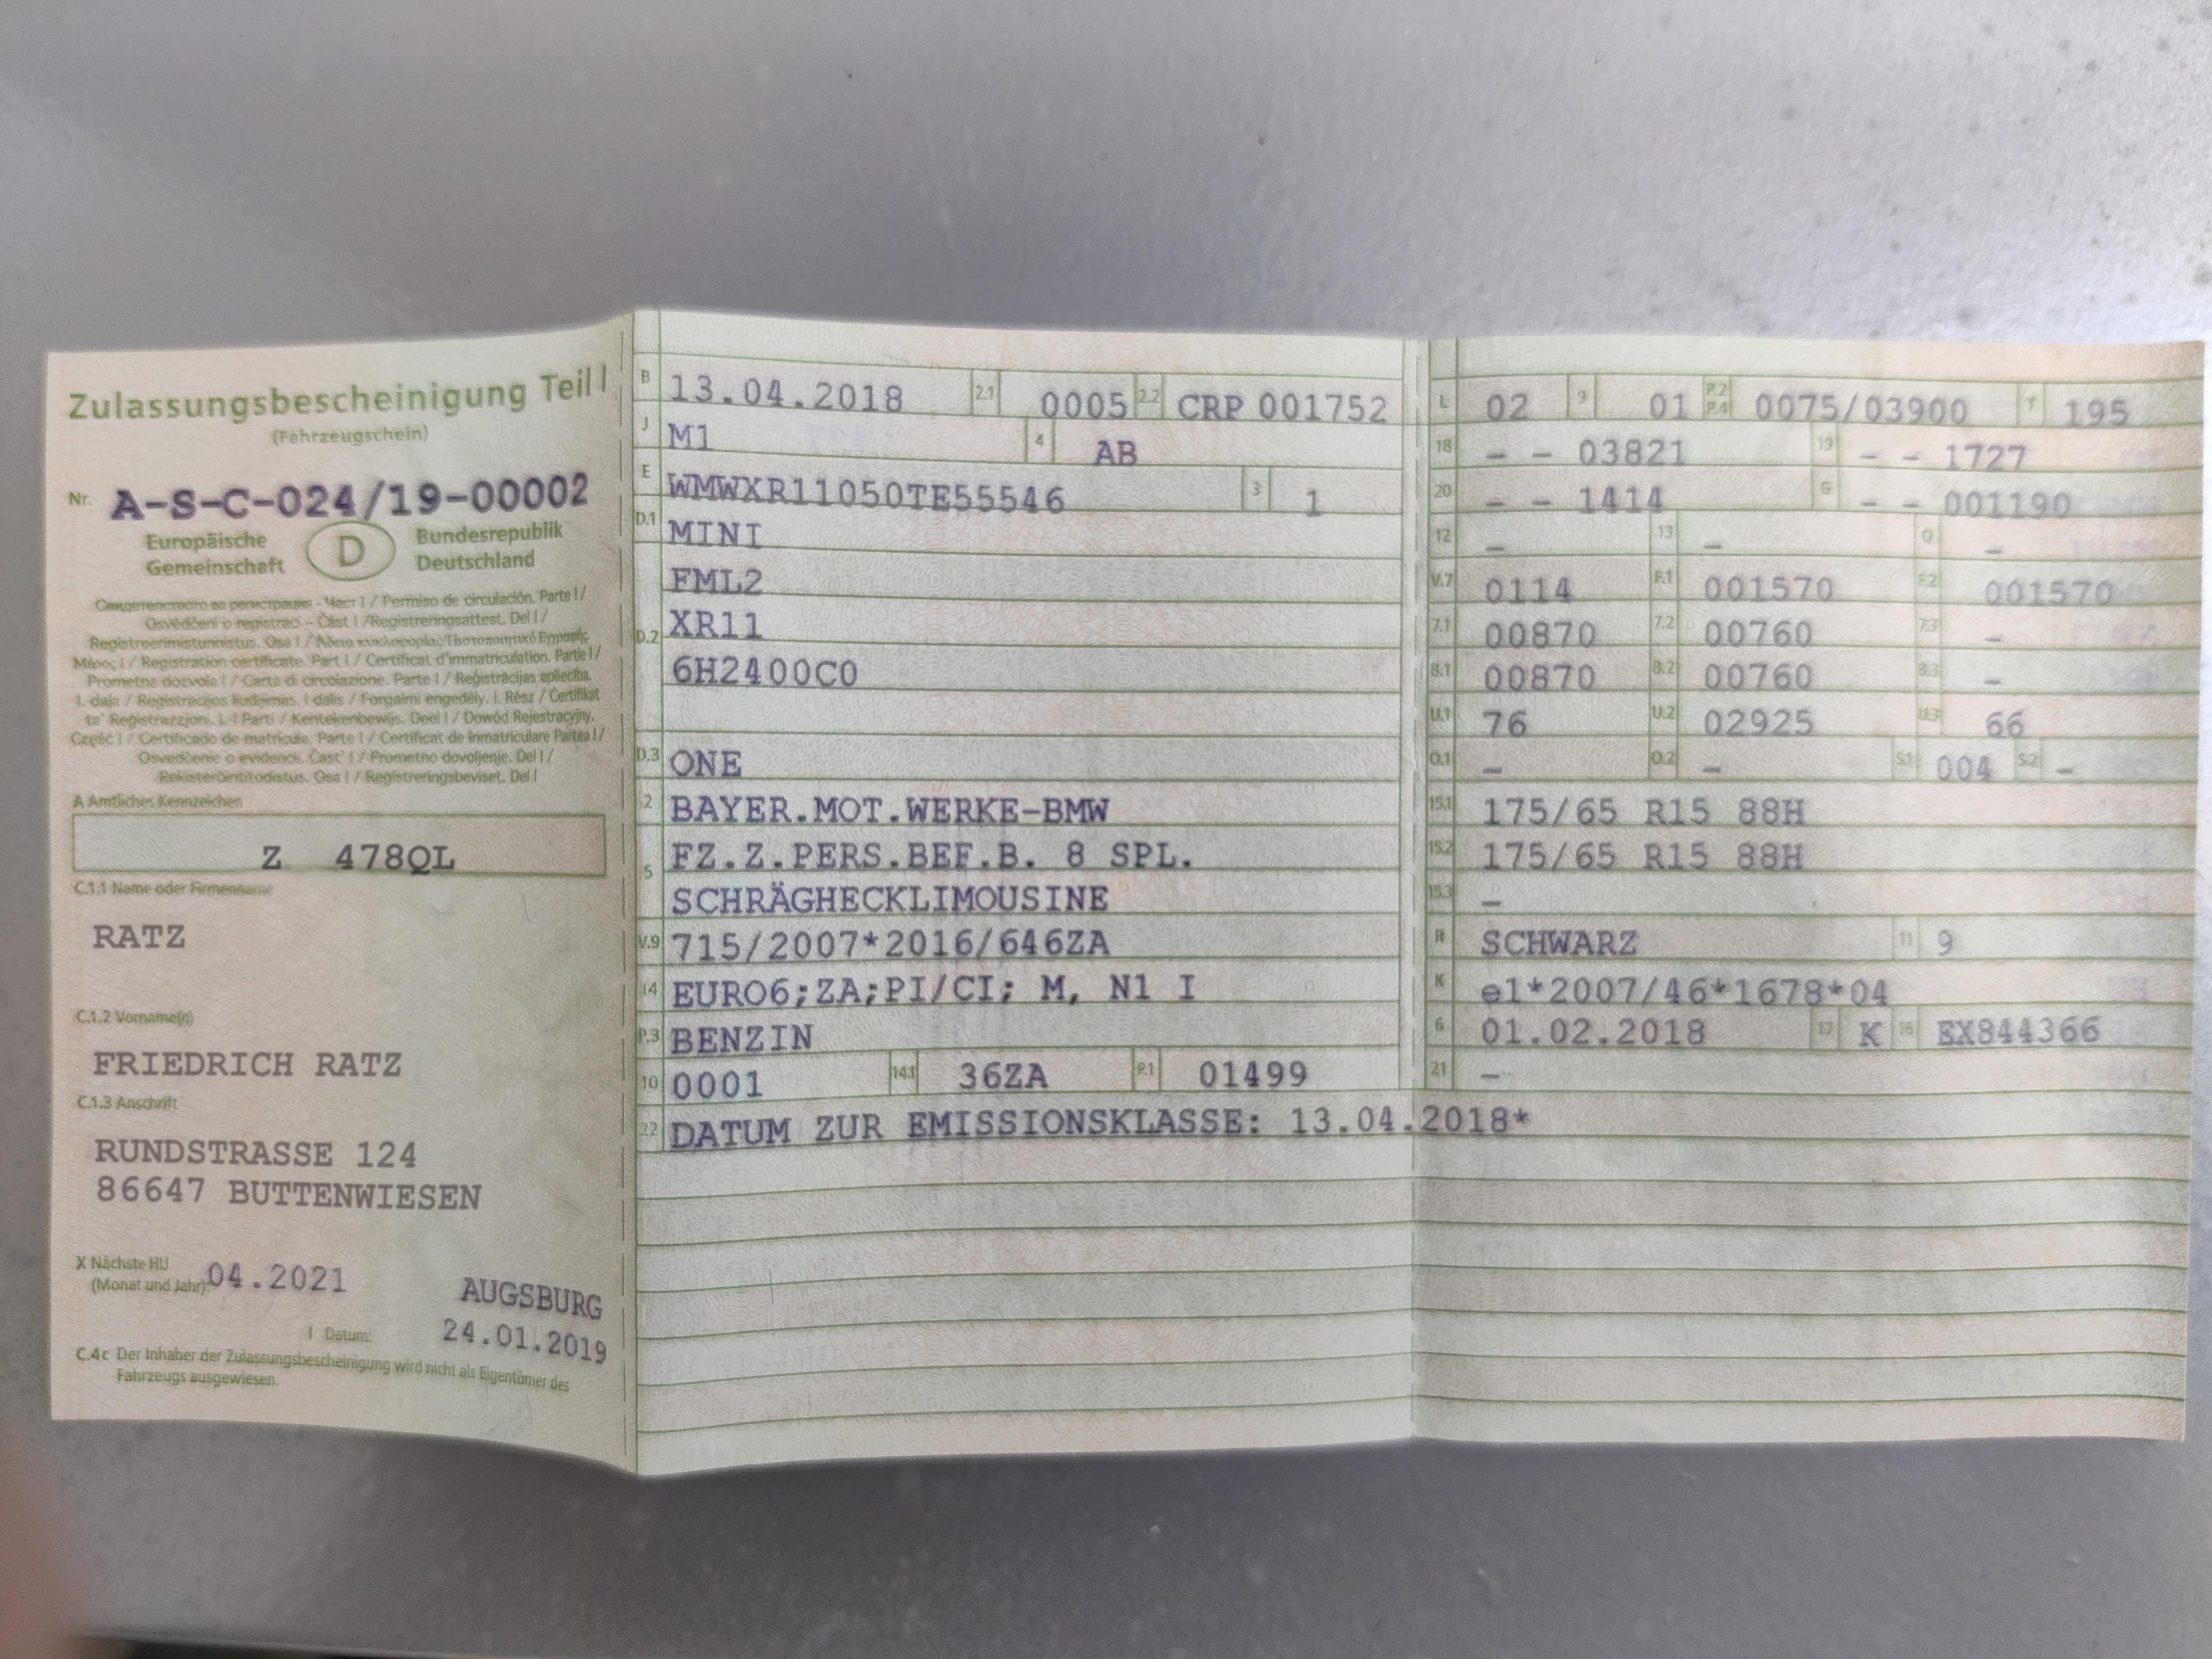 Zulassungsbescheinigung Teil I
(Fahrzeugschein)
Nr. A-S-C-024/19-00002
Europäische Gemeinschaft D Bundesrepublik Deutschland
Свидетелство за регистрация - Част I / Permiso de circulación. Parte I /
Osvědčení o registraci - Část I / Registreringsattest. Del I /
Registreerimistunnistus. Osa I / Άδεια κυκλοφορίας/Πιστοποιητικό Εγγραφής
Μέρος I / Registration certificate. Part I / Certificat d'immatriculation. Partie I /
Prometna dozvola I / Carta di circolazione. Parte I / Reģistrācijas apliecība.
1. daļa / Registracijos liudijimas. I dalis / Forgalmi engedély. I. Rész / Ċertifikat
ta' Reġistrazzjoni. L-I Parti / Kentekenbewijs. Deel I / Dowód Rejestracyjny.
Część I / Certificado de matrícula. Parte I / Certificat de înmatriculare Partea I /
Osvedčenie o evidencii. Časť I / Prometno dovoljenje. Del I /
Rekisteröintitodistus. Osa I / Registreringsbeviset. Del I
A Amtliches Kennzeichen
Z 478QL
C.1.1 Name oder Firmenname
RATZ
C.1.2 Vorname(n)
FRIEDRICH RATZ
C.1.3 Anschrift
RUNDSTRASSE 124
86647 BUTTENWIESEN
X Nächste HU
(Monat und Jahr): 04.2021
AUGSBURG
I Datum: 24.01.2019
C.4c Der Inhaber der Zulassungsbescheinigung wird nicht als Eigentümer des
Fahrzeugs ausgewiesen.
B 13.04.2018 2.1 0005 2.2 CRP 001752
J M1 4 AB
E WMWXR11050TE55546 3 1
D.1 MINI
FML2
D.2 XR11
6H2400C0
D.3 ONE
2 BAYER.MOT.WERKE-BMW
5 FZ.Z.PERS.BEF.B. 8 SPL.
SCHRÄGHECKLIMOUSINE
V.9 715/2007*2016/646ZA
14 EURO6;ZA;PI/CI; M, N1 I
P.3 BENZIN
10 0001 14.1 36ZA P.1 01499
22 DATUM ZUR EMISSIONSKLASSE: 13.04.2018*
L 02 9 01 P.2 P.4 0075/03900 T 195
18 - - 03821 19 - - 1727
20 - - 1414 G - - 001190
12 - 13 - Q -
V.7 0114 F.1 001570 F.2 001570
7.1 00870 7.2 00760 7.3 -
8.1 00870 8.2 00760 8.3 -
U.1 76 U.2 02925 U.3 66
O.1 - O.2 - S.1 004 S.2 -
15.1 175/65 R15 88H
15.2 175/65 R15 88H
15.3 -
R SCHWARZ 11 9
K e1*2007/46*1678*04
6 01.02.2018 17 K 16 EX844366
21 -